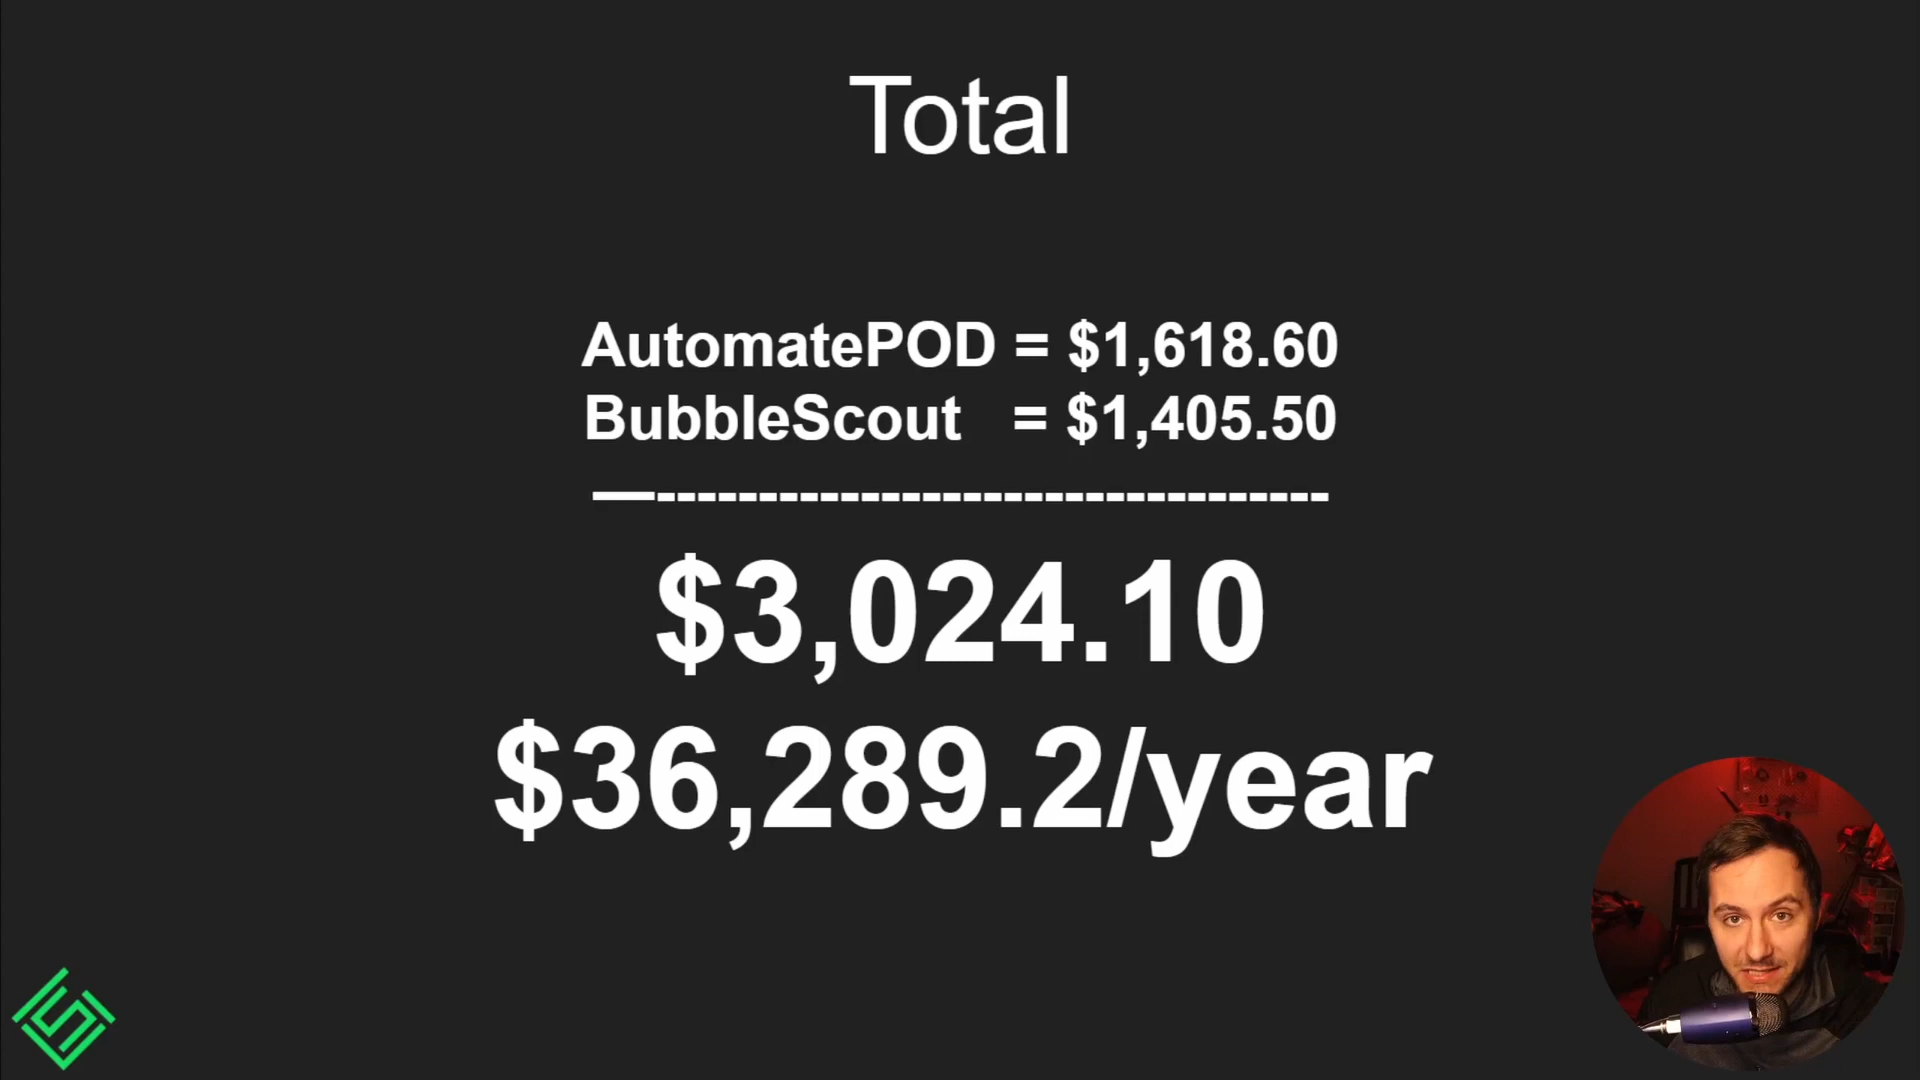 Total
AutomatePOD = $1,618.60
BubbleScout = $1,405.50
—---------------------------------
$3,024.10
$36,289.2/year